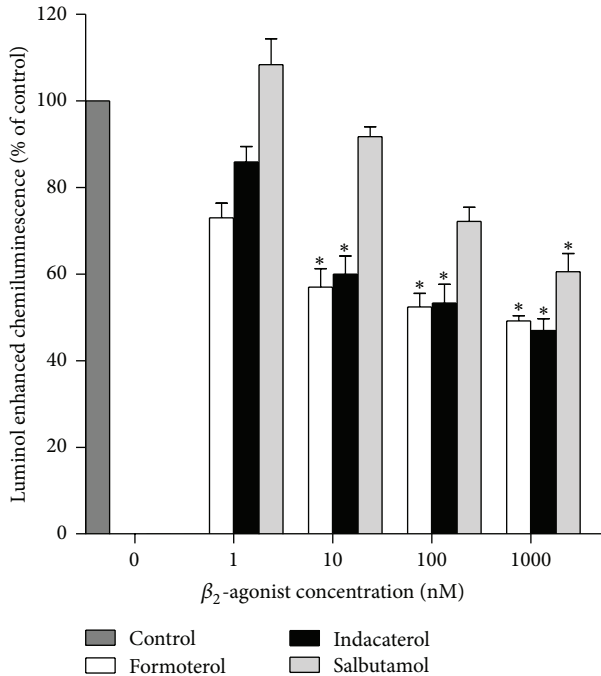 Luminol enhanced chemiluminescence (% of control)
120
100
80
60
40
20
0
* * * * * * *
0 1 10 100 1000
β₂-agonist concentration (nM)
Control Indacaterol
Formoterol Salbutamol